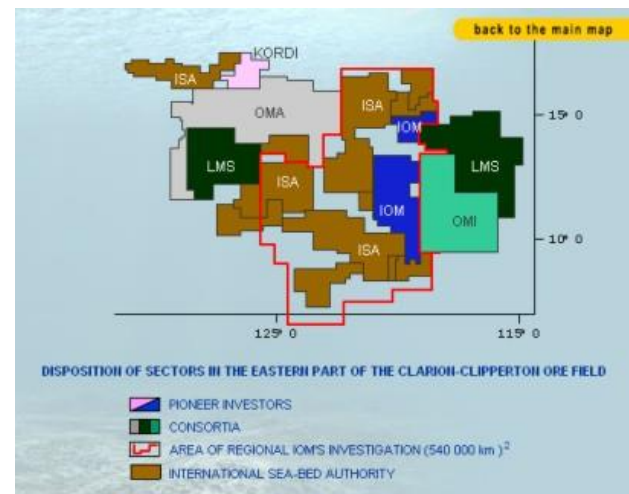 back to the main map
KORDI
ISA
OMA
ISA
15° 0
IOM
LMS
ISA
LMS
IOM
OMI
ISA
10° 0
125° 0
115° 0
DISPOSITION OF SECTORS IN THE EASTERN PART OF THE CLARION-CLIPPERTON ORE FIELD
PIONEER INVESTORS
CONSORTIA
AREA OF REGIONAL IOM'S INVESTIGATION (540 000 km )²
INTERNATIONAL SEA-BED AUTHORITY